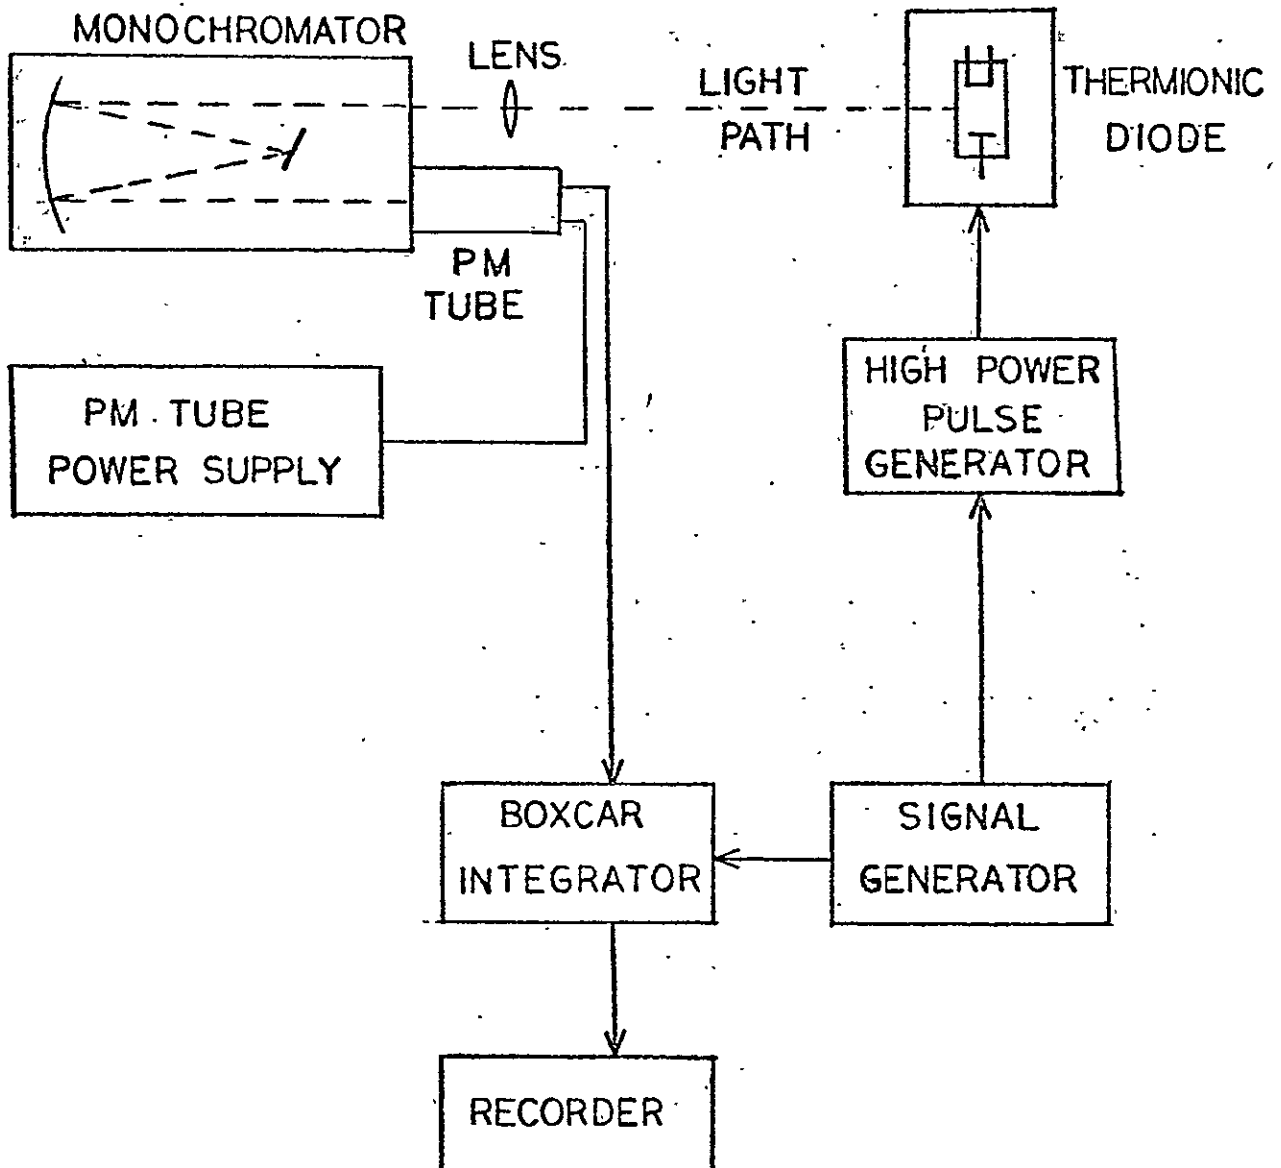 MONOCHROMATOR
LENS
LIGHT
PATH
THERMIONIC
DIODE
PM
TUBE
PM TUBE
POWER SUPPLY
HIGH POWER
PULSE
GENERATOR
BOXCAR
INTEGRATOR
SIGNAL
GENERATOR
RECORDER